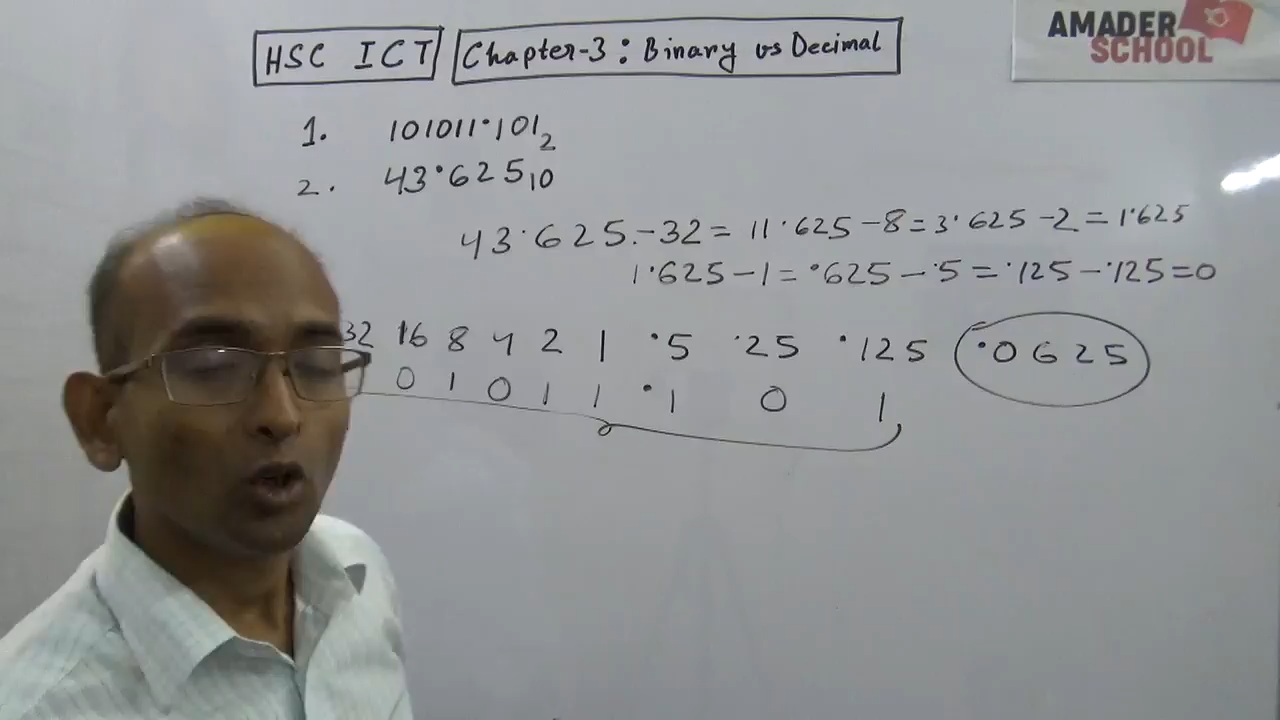 AMADER
SCHOOL
HSC ICT Chapter-3: Binary vs Decimal
1. 101011.101₂
2. 43.625₁₀
43.625.-32= 11.625-8=3.625-2=1.625
1.625-1=.625-.5=.125-.125=0
32 16 8 4 2 1 .5 .25 .125 .0625
0 1 0 1 1 .1 0 1